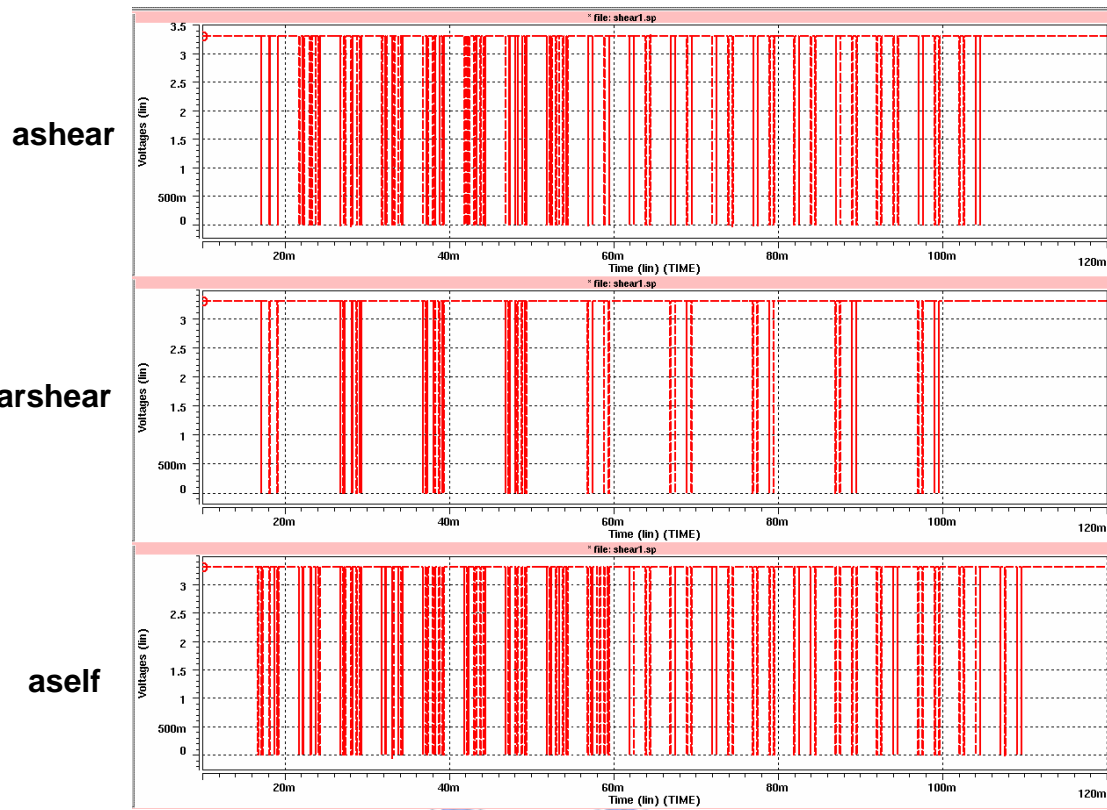 * file: shear1.sp
ashear
Voltages (lin)
3.5
3
2.5
2
1.5
1
500m
0
20m 40m 60m 80m 100m 120m
Time (lin) (TIME)
* file: shear1.sp
arshear
Voltages (lin)
3
2.5
2
1.5
1
500m
0
20m 40m 60m 80m 100m 120m
Time (lin) (TIME)
* file: shear1.sp
aself
Voltages (lin)
3
2.5
2
1.5
1
500m
0
20m 40m 60m 80m 100m 120m
Time (lin) (TIME)